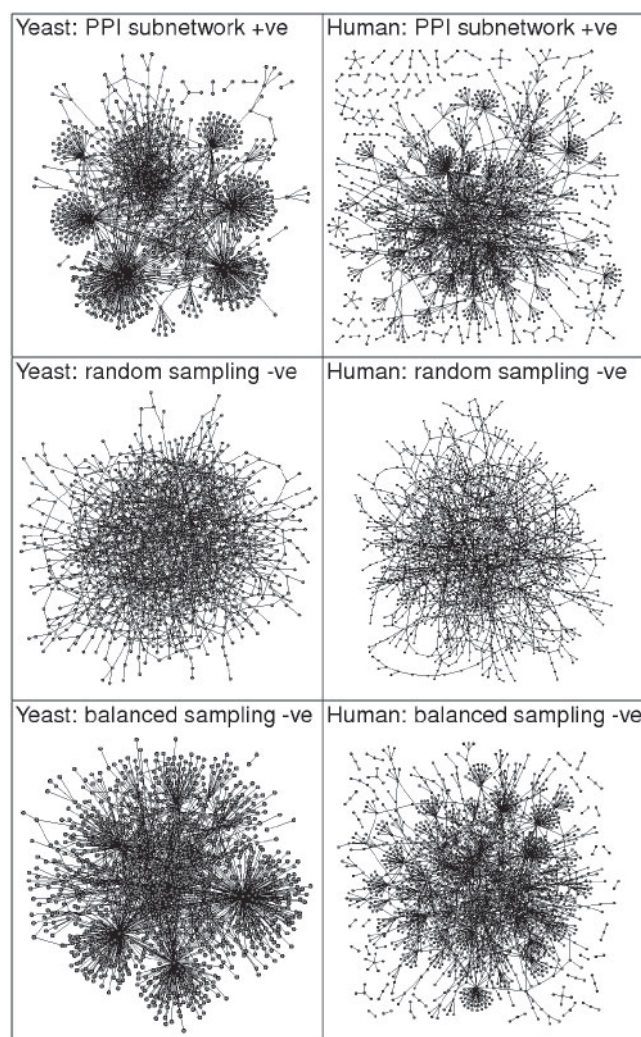 Yeast: PPI subnetwork +ve
Human: PPI subnetwork +ve
Yeast: random sampling -ve
Human: random sampling -ve
Yeast: balanced sampling -ve
Human: balanced sampling -ve